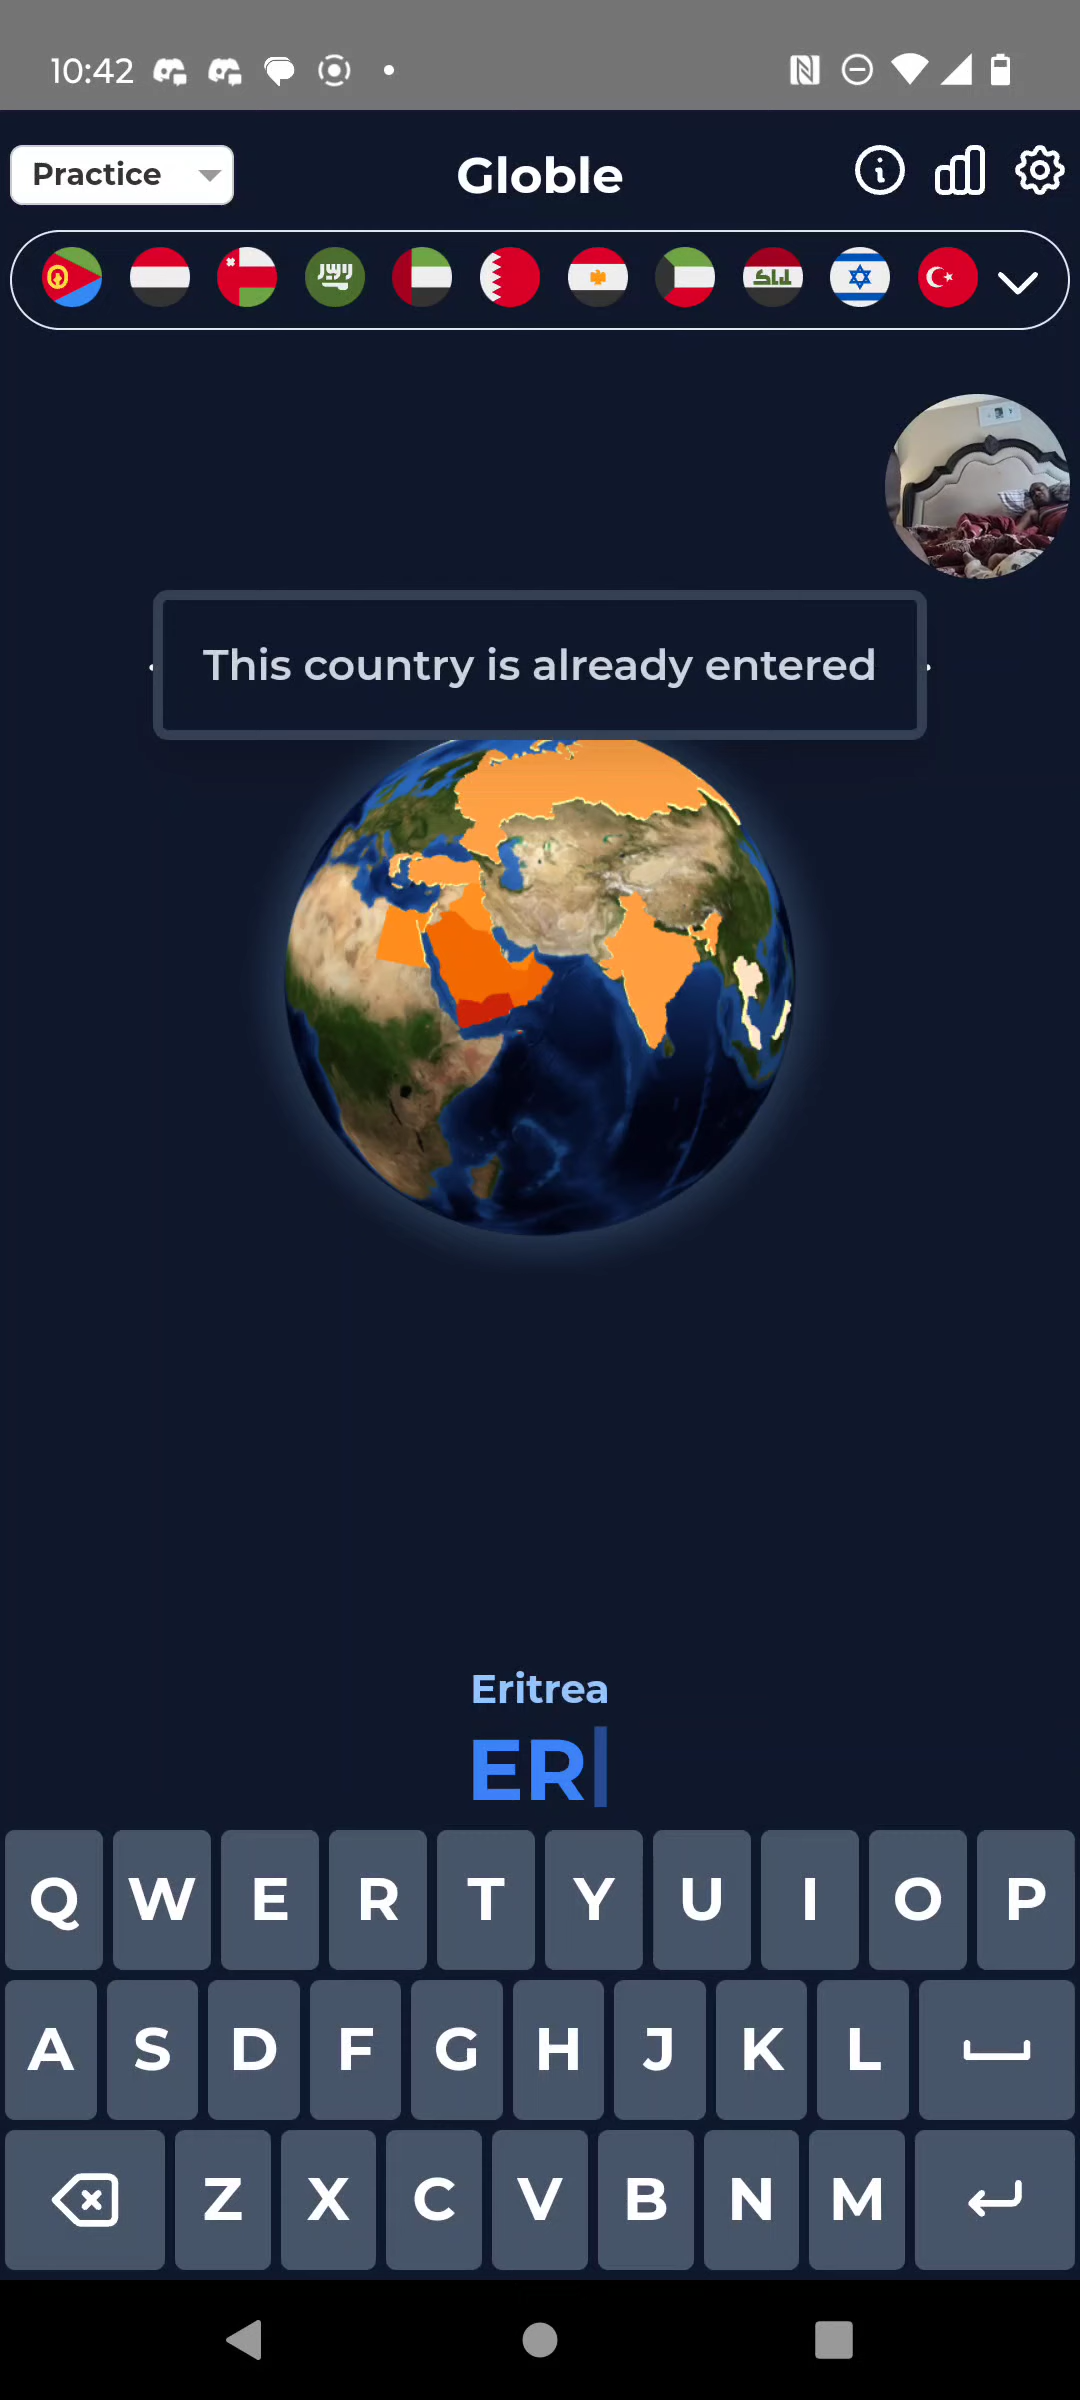 10:42
Practice
Globle
This country is already entered
Eritrea
ER
Q W E R T Y U I O P
A S D F G H J K L
Z X C V B N M